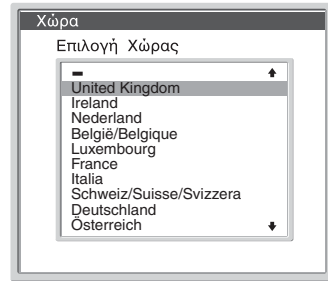 Χώρα
Επιλογή Χώρας
–
United Kingdom
Ireland
Nederland
België/Belgique
Luxembourg
France
Italia
Schweiz/Suisse/Svizzera
Deutschland
Österreich